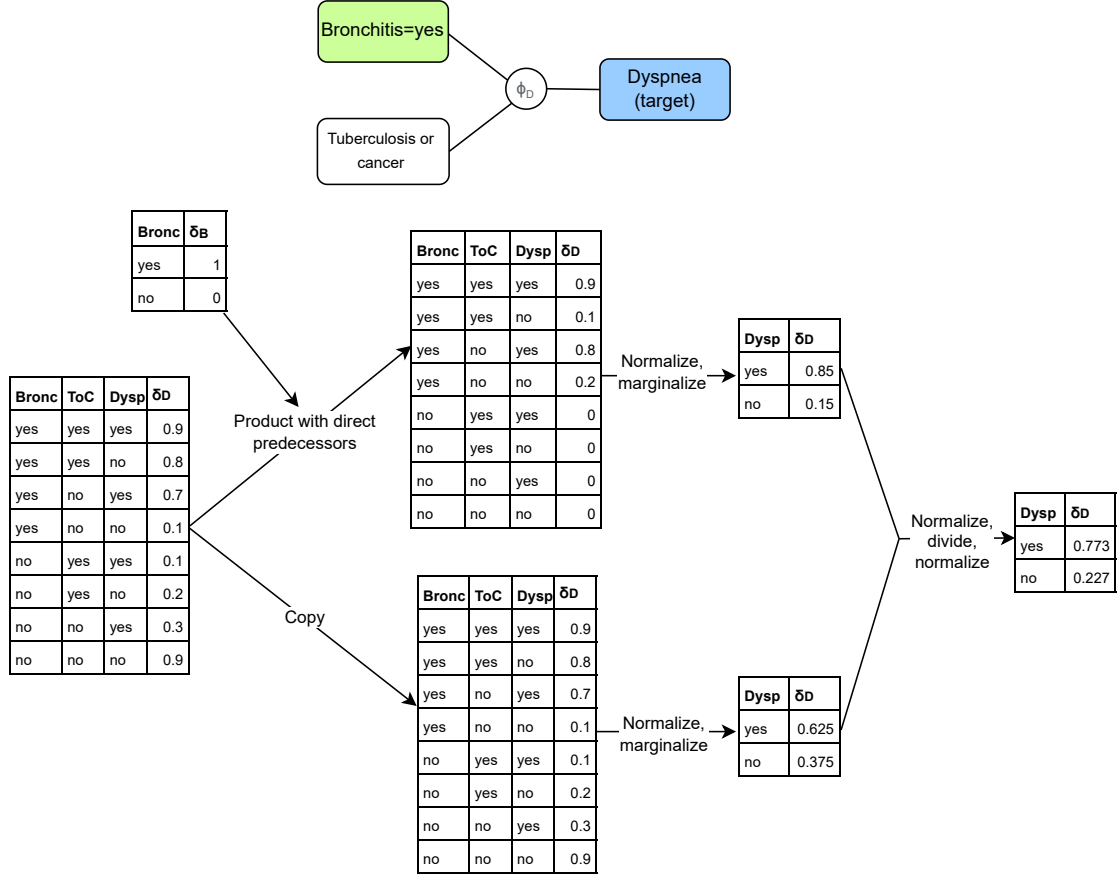 Bronchitis=yes
ϕD
Dyspnea
(target)
Tuberculosis or
cancer
Bronc δB
yes 1
no 0
Bronc ToC Dysp δD
yes yes yes 0.9
yes yes no 0.8
yes no yes 0.7
yes no no 0.1
no yes yes 0.1
no yes no 0.2
no no yes 0.3
no no no 0.9
Product with direct
predecessors
Copy
Bronc ToC Dysp δD
yes yes yes 0.9
yes yes no 0.1
yes no yes 0.8
yes no no 0.2
no yes yes 0
no yes no 0
no no yes 0
no no no 0
Normalize,
marginalize
Dysp δD
yes 0.85
no 0.15
Bronc ToC Dysp δD
yes yes yes 0.9
yes yes no 0.8
yes no yes 0.7
yes no no 0.1
no yes yes 0.1
no yes no 0.2
no no yes 0.3
no no no 0.9
Normalize,
marginalize
Dysp δD
yes 0.625
no 0.375
Normalize,
divide,
normalize
Dysp δD
yes 0.773
no 0.227